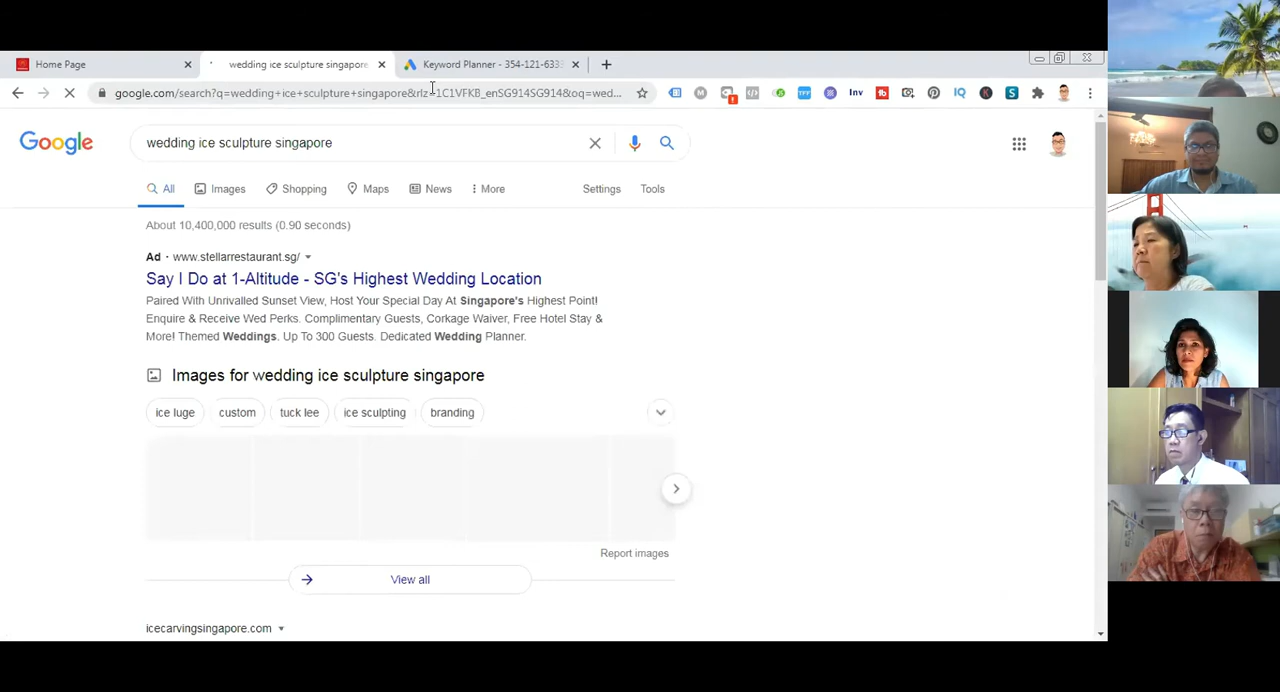 Home Page
wedding ice sculpture singapore
Keyword Planner - 354-121-633
google.com/search?q=wedding+ice+sculpture+singapore&rlz=1C1VFKB_enSG914SG914&oq=wed...
Inv
Google
wedding ice sculpture singapore
All
Images
Shopping
Maps
News
More
Settings
Tools
About 10,400,000 results (0.90 seconds)
Ad · www.stellarrestaurant.sg/
Say I Do at 1-Altitude - SG's Highest Wedding Location
Paired With Unrivalled Sunset View, Host Your Special Day At Singapore's Highest Point!
Enquire & Receive Wed Perks. Complimentary Guests, Corkage Waiver, Free Hotel Stay &
More! Themed Weddings. Up To 300 Guests. Dedicated Wedding Planner.
Images for wedding ice sculpture singapore
ice luge
custom
tuck lee
ice sculpting
branding
Report images
View all
icecarvingsingapore.com